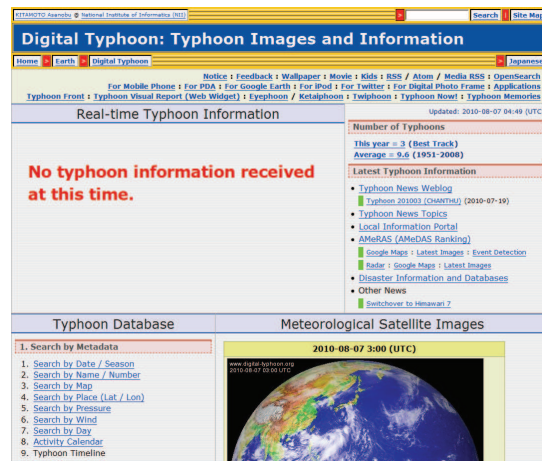 KITAMOTO Asanobu @ National Institute of Informatics (NII)
Search Site Map
Digital Typhoon: Typhoon Images and Information
Home Earth Digital Typhoon Japanese
Notice : Feedback : Wallpaper : Movie : Kids : RSS / Atom / Media RSS : OpenSearch
For Mobile Phone : For PDA : For Google Earth : For iPod : For Twitter : For Digital Photo Frame : Applications
Typhoon Front : Typhoon Visual Report (Web Widget) : Eyephoon / Ketaiphoon : Twiphoon : Typhoon Now! : Typhoon Memories
Real-time Typhoon Information
No typhoon information received
at this time.
Updated: 2010-08-07 04:49 (UTC
Number of Typhoons
This year = 3 (Best Track)
Average = 9.6 (1951-2008)
Latest Typhoon Information
• Typhoon News Weblog
Typhoon 201003 (CHANTHU) (2010-07-19)
• Typhoon News Topics
• Local Information Portal
• AMeRAS (AMeDAS Ranking)
Google Maps : Latest Images : Event Detection
Radar : Google Maps : Latest Images
• Disaster Information and Databases
• Other News
Switchover to Himawari 7
Typhoon Database
1. Search by Metadata
1. Search by Date / Season
2. Search by Name / Number
3. Search by Map
4. Search by Place (Lat / Lon)
5. Search by Pressure
6. Search by Wind
7. Search by Day
8. Activity Calendar
9. Typhoon Timeline
Meteorological Satellite Images
2010-08-07 3:00 (UTC)
www.digital-typhoon.org
2010-08-07 03:00 UTC